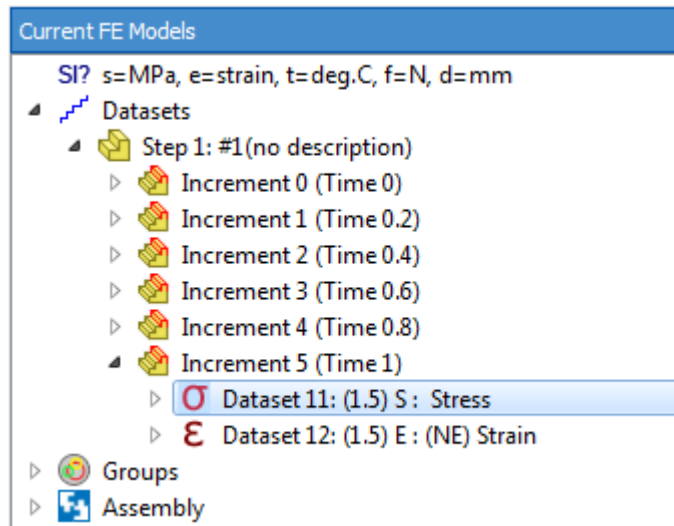 Current FE Models
SI? s=MPa, e=strain, t=deg.C, f=N, d=mm
Datasets
Step 1: #1(no description)
Increment 0 (Time 0)
Increment 1 (Time 0.2)
Increment 2 (Time 0.4)
Increment 3 (Time 0.6)
Increment 4 (Time 0.8)
Increment 5 (Time 1)
σ Dataset 11: (1.5) S : Stress
ε Dataset 12: (1.5) E : (NE) Strain
Groups
Assembly